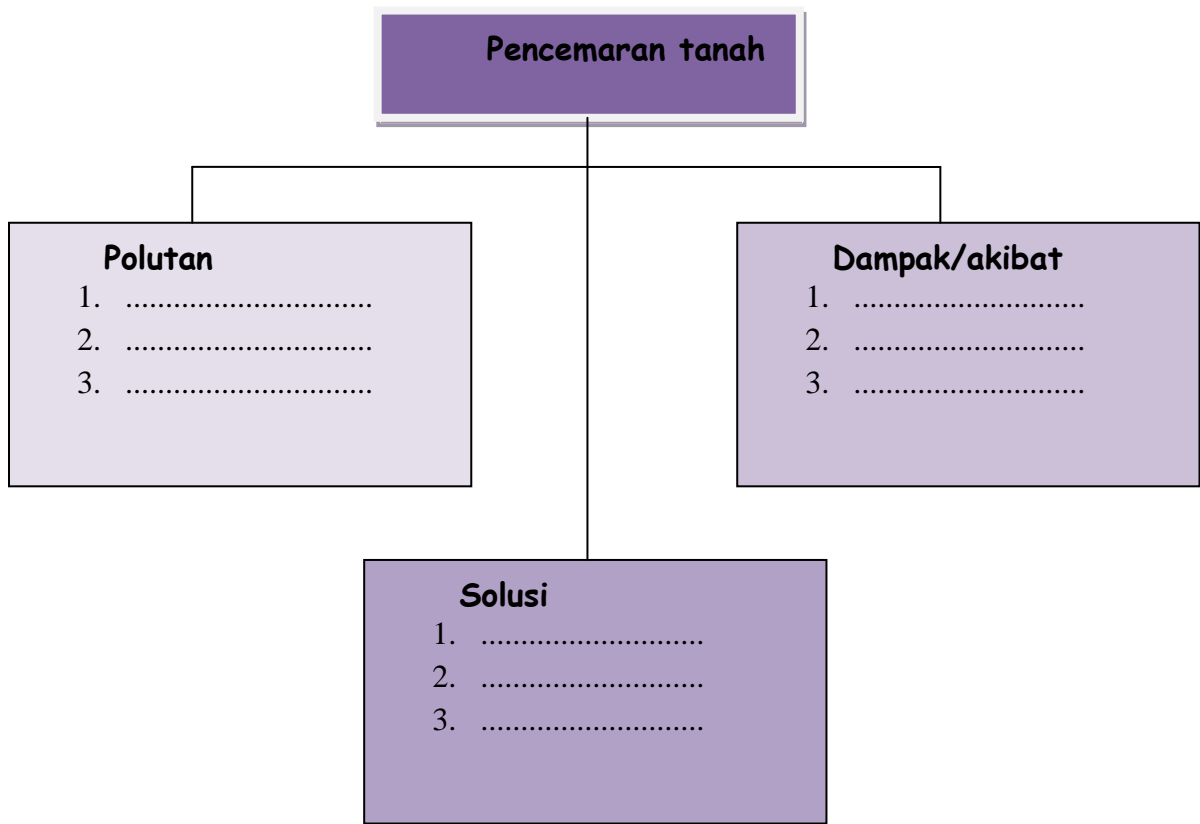 Pencemaran tanah
Polutan
1. ..............................
2. ..............................
3. ..............................
Dampak/akibat
1. ............................
2. ............................
3. ............................
Solusi
1. ...........................
2. ...........................
3. ...........................